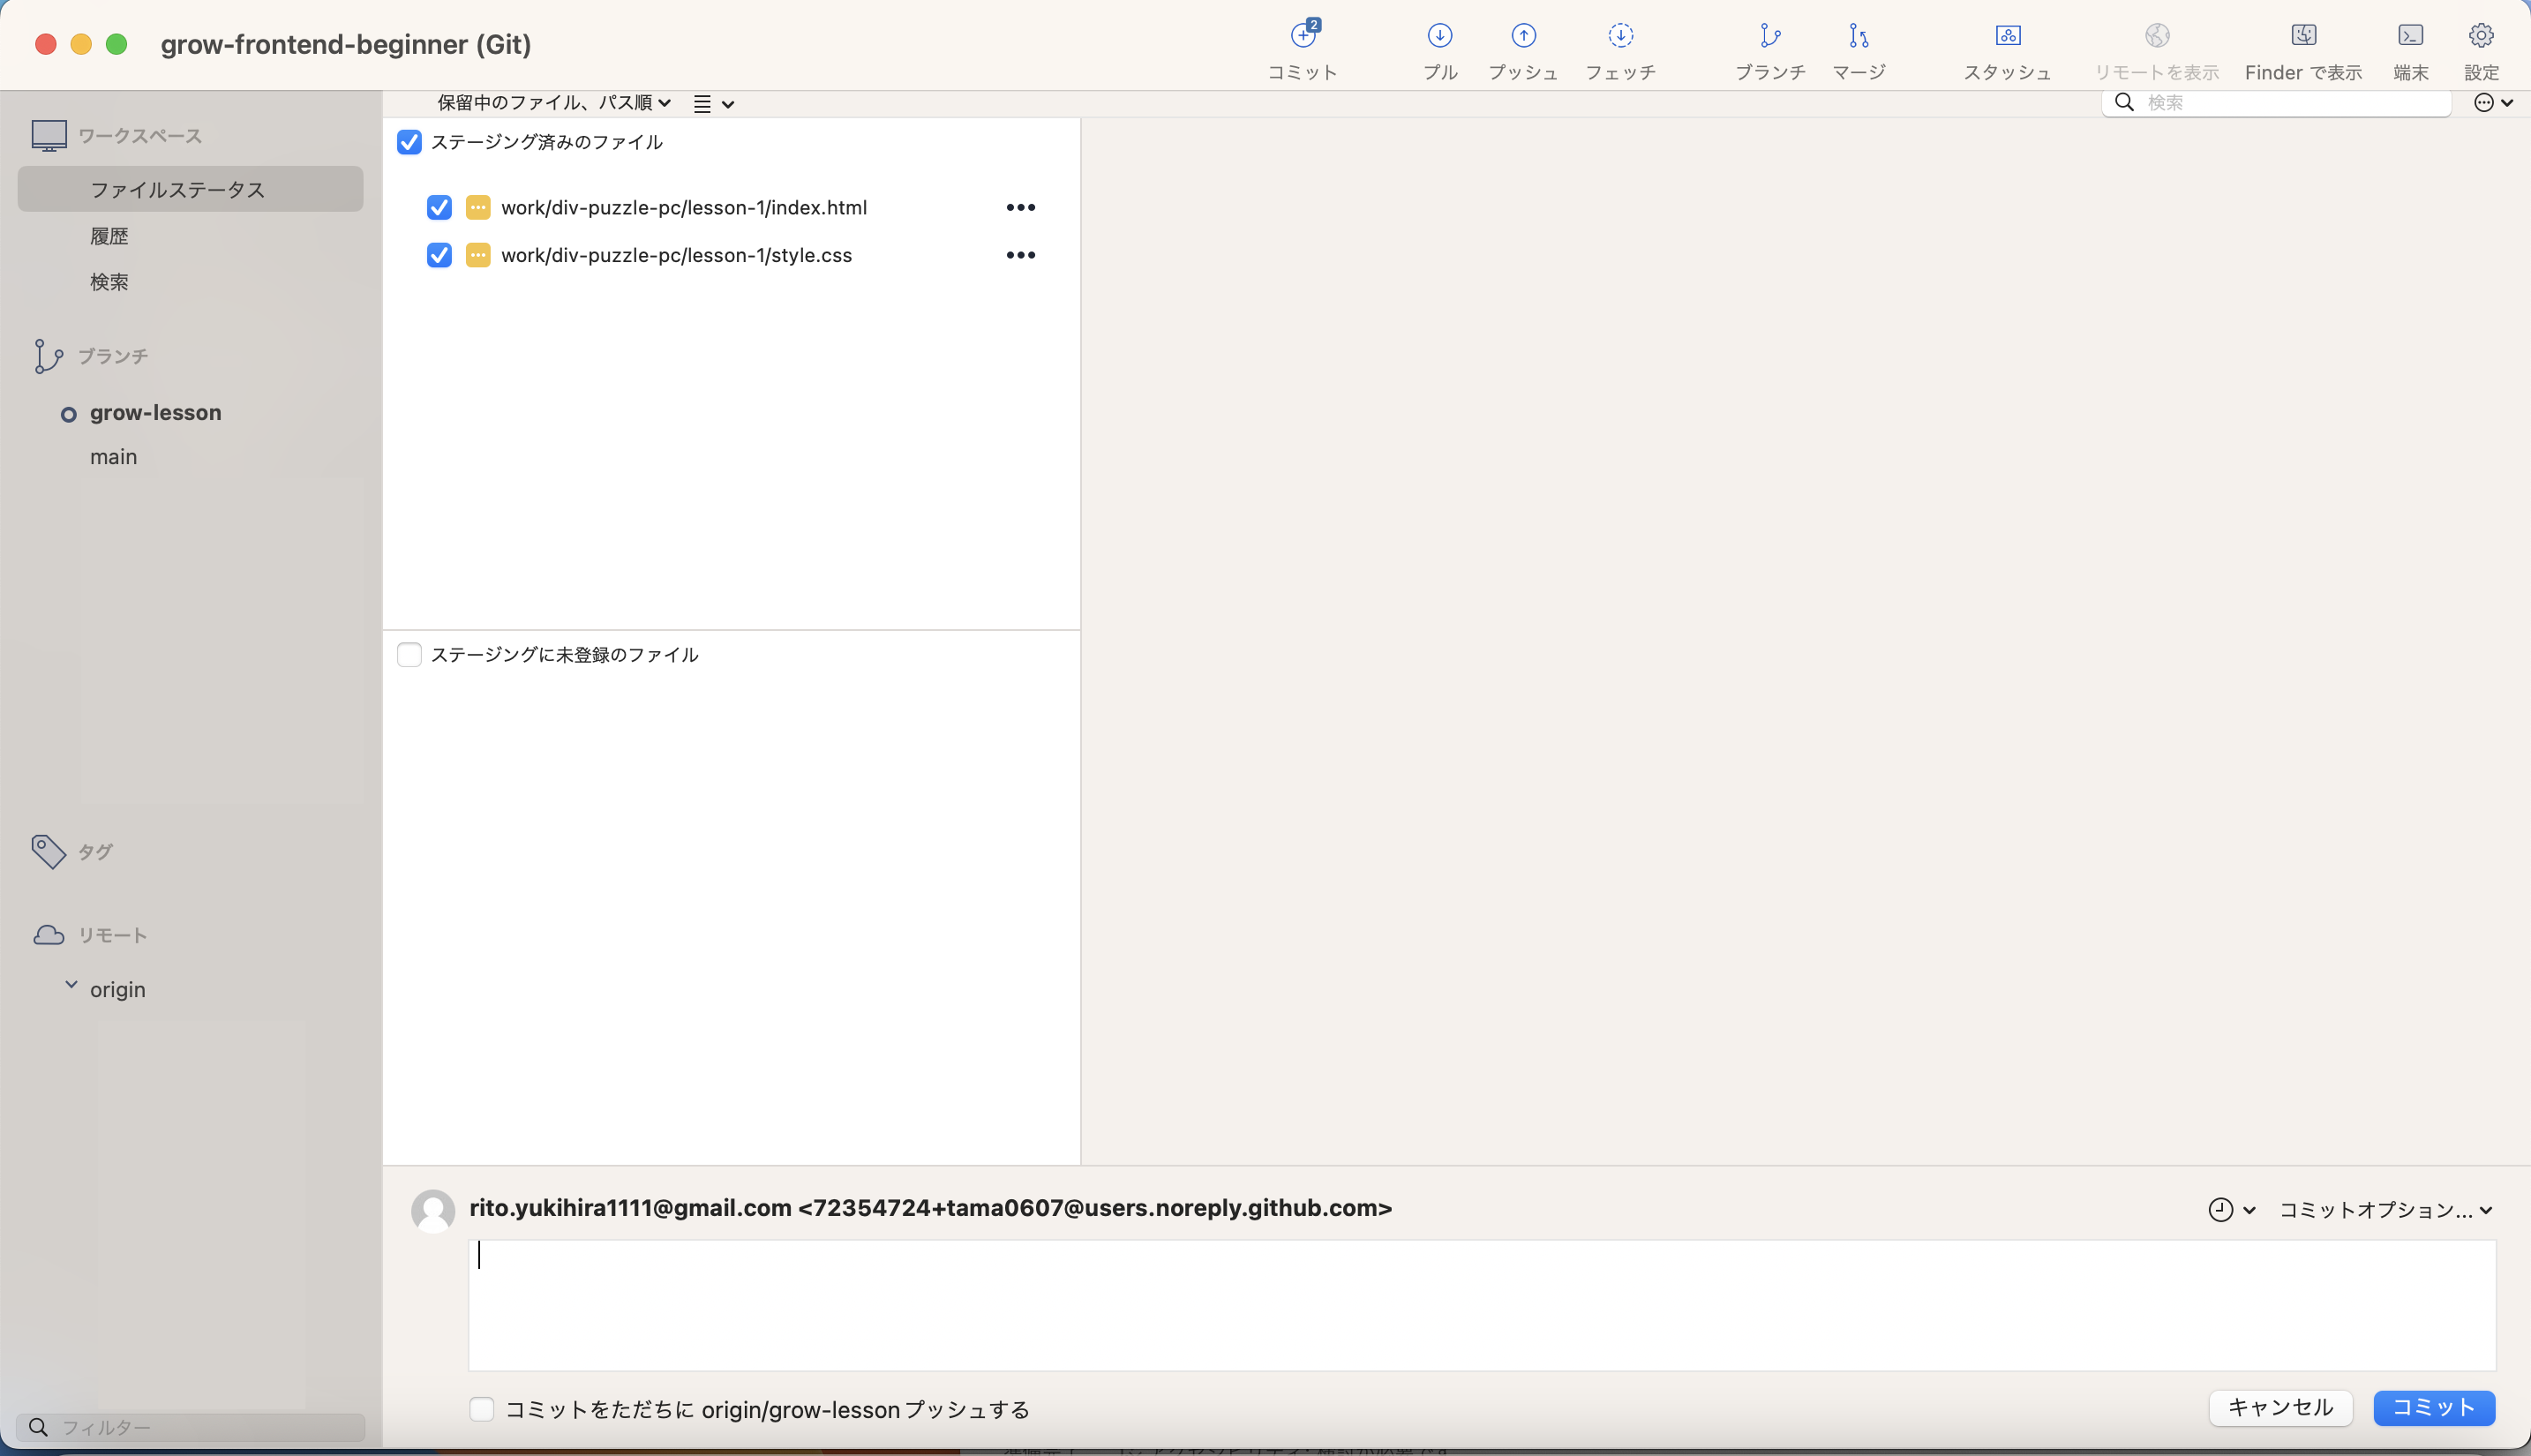 grow-frontend-beginner (Git)
2
コミット
プル
プッシュ
フェッチ
ブランチ
マージ
スタッシュ
リモートを表示
Finder で表示
端末
設定
ワークスペース
ファイルステータス
履歴
検索
ブランチ
grow-lesson
main
タグ
リモート
origin
フィルター
保留中のファイル、パス順
検索
ステージング済みのファイル
work/div-puzzle-pc/lesson-1/index.html
work/div-puzzle-pc/lesson-1/style.css
ステージングに未登録のファイル
rito.yukihira1111@gmail.com <72354724+tama0607@users.noreply.github.com>
コミットオプション...
コミットをただちに origin/grow-lesson プッシュする
キャンセル
コミット